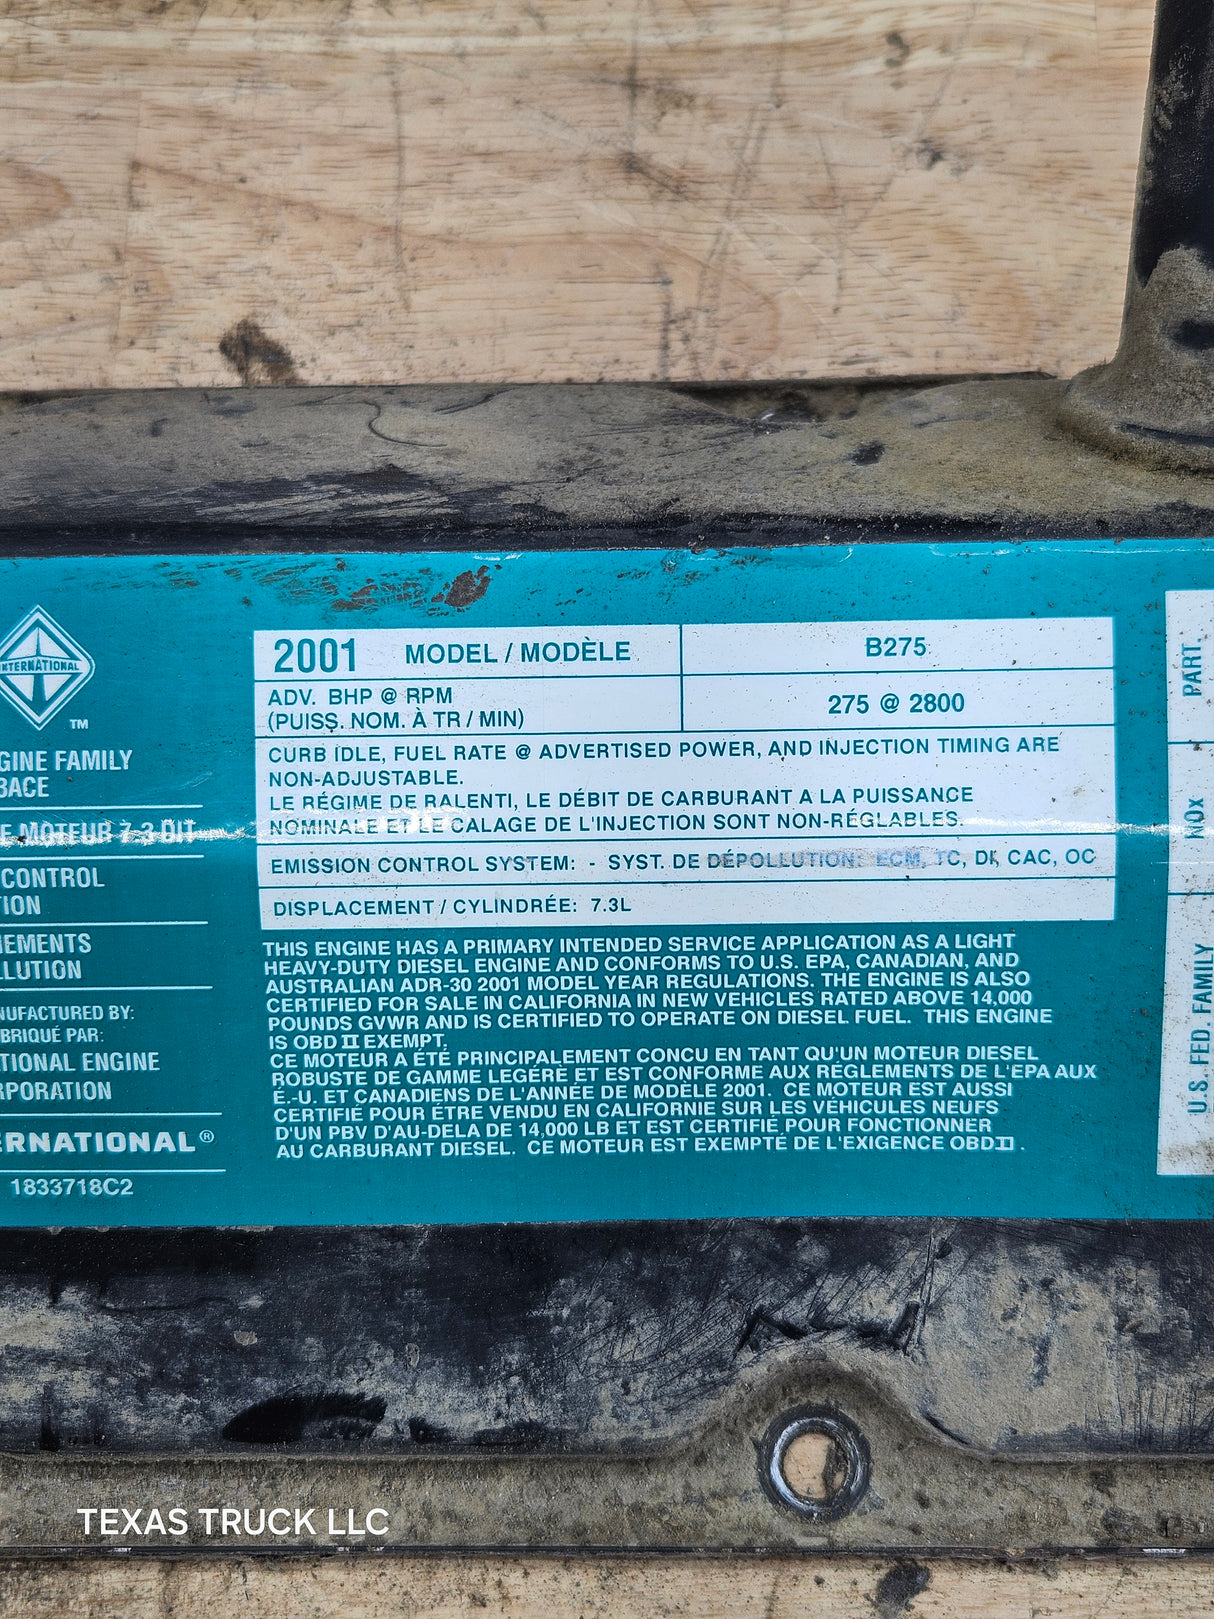 INTERNATIONAL
TM
GINE FAMILY
BACE
E MOTEUR 7.3 DIT
CONTROL
ION
EMENTS
LLUTION
NUFACTURED BY:
BRIQUÉ PAR:
TIONAL ENGINE
RPORATION
ERNATIONAL®
1833718C2
2001 MODEL / MODÈLE B275
ADV. BHP @ RPM
(PUISS. NOM. À TR / MIN)
275 @ 2800
CURB IDLE, FUEL RATE @ ADVERTISED POWER, AND INJECTION TIMING ARE
NON-ADJUSTABLE.
LE RÉGIME DE RALENTI, LE DÉBIT DE CARBURANT A LA PUISSANCE
NOMINALE ET LE CALAGE DE L'INJECTION SONT NON-RÉGLABLES.
EMISSION CONTROL SYSTEM: - SYST. DE DÉPOLLUTION: ECM, TC, DI, CAC, OC
DISPLACEMENT / CYLINDRÉE: 7.3L
THIS ENGINE HAS A PRIMARY INTENDED SERVICE APPLICATION AS A LIGHT
HEAVY-DUTY DIESEL ENGINE AND CONFORMS TO U.S. EPA, CANADIAN, AND
AUSTRALIAN ADR-30 2001 MODEL YEAR REGULATIONS. THE ENGINE IS ALSO
CERTIFIED FOR SALE IN CALIFORNIA IN NEW VEHICLES RATED ABOVE 14,000
POUNDS GVWR AND IS CERTIFIED TO OPERATE ON DIESEL FUEL. THIS ENGINE
IS OBD II EXEMPT.
CE MOTEUR A ÉTÉ PRINCIPALEMENT CONCU EN TANT QU'UN MOTEUR DIESEL
ROBUSTE DE GAMME LEGÉRE ET EST CONFORME AUX RÉGLEMENTS DE L'EPA AUX
É.-U. ET CANADIENS DE L'ANNÉE DE MODÈLE 2001. CE MOTEUR EST AUSSI
CERTIFIÉ POUR ÉTRE VENDU EN CALIFORNIE SUR LES VÉHICULES NEUFS
D'UN PBV D'AU-DELA DE 14,000 LB ET EST CERTIFIÉ POUR FONCTIONNER
AU CARBURANT DIESEL. CE MOTEUR EST EXEMPTÉ DE L'EXIGENCE OBD II.
PART.
NOx
U.S. FED. FAMILY
TEXAS TRUCK LLC